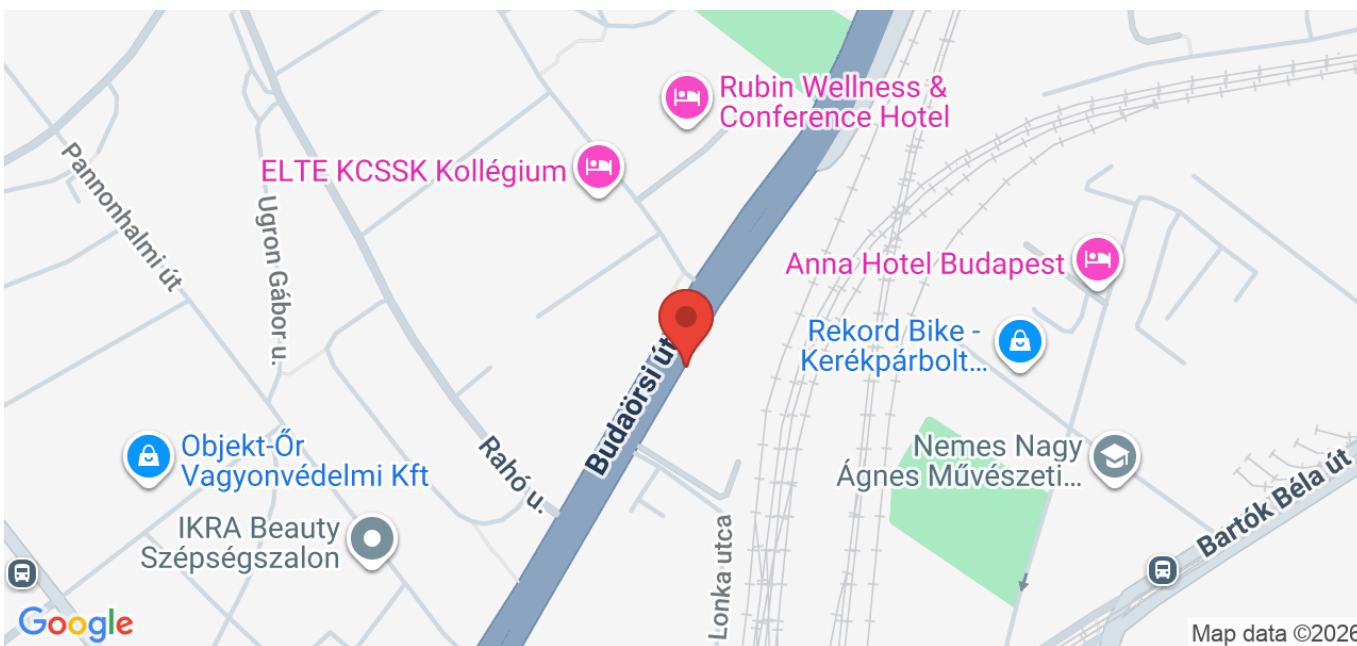 Rubin Wellness &
Conference Hotel
ELTE KCSSK Kollégium
Pannonhalmi út
Ugron Gábor u.
Anna Hotel Budapest
Rekord Bike -
Kerékpárbolt...
Budaörsi út
Objekt-Őr
Vagyonvédelmi Kft
Rahó u.
Nemes Nagy
Ágnes Művészeti...
Bartók Béla út
IKRA Beauty
Szépségszalon
Lonka utca
Google
Map data ©2026